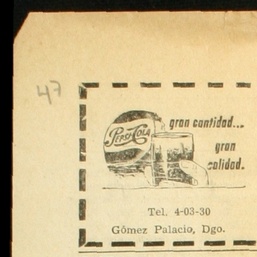 47
gran cantidad...
PEPSI-COLA
gran
calidad.
Tel. 4-03-30
Gómez Palacio, Dgo.